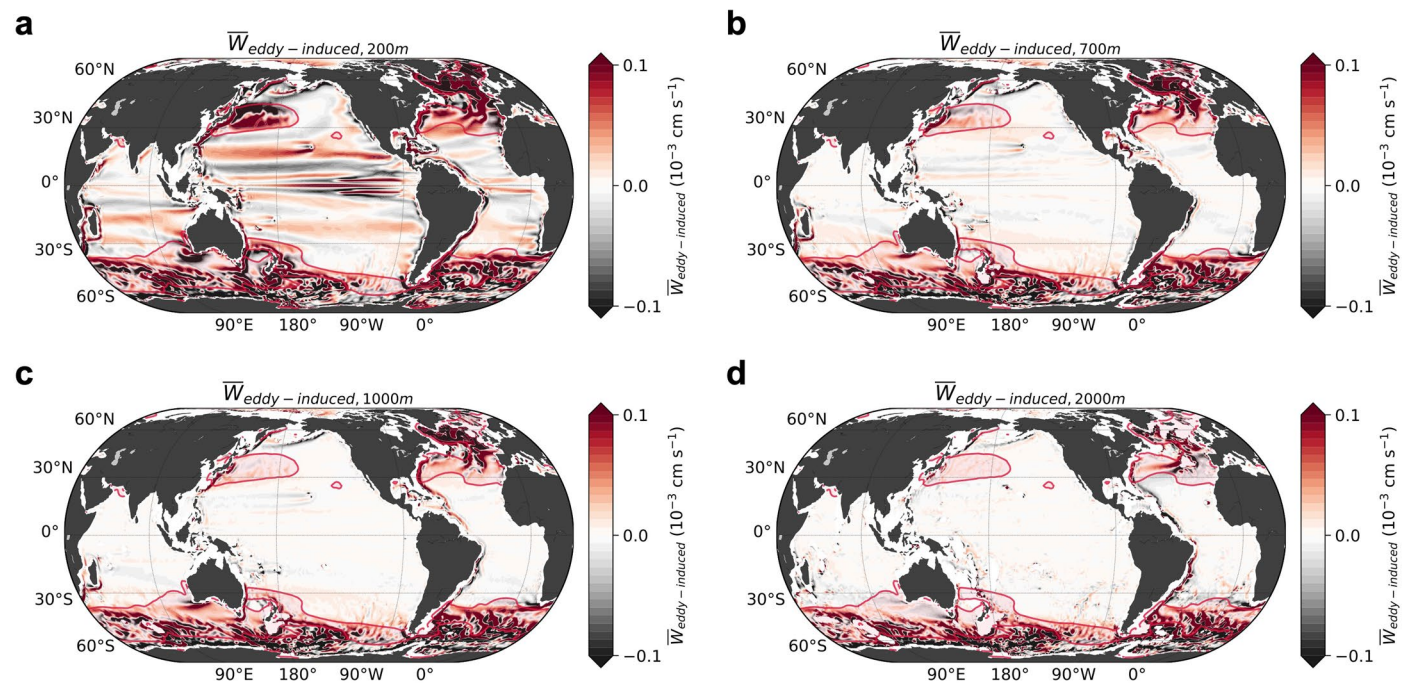 a
W̅eddy−induced, 200m
60°N
30°N
0°
30°S
60°S
90°E 180° 90°W 0°
0.1
0.0
−0.1
W̅eddy−induced (10⁻³ cm s⁻¹)
b
W̅eddy−induced, 700m
60°N
30°N
0°
30°S
60°S
90°E 180° 90°W 0°
0.1
0.0
−0.1
W̅eddy−induced (10⁻³ cm s⁻¹)
c
W̅eddy−induced, 1000m
60°N
30°N
0°
30°S
60°S
90°E 180° 90°W 0°
0.1
0.0
−0.1
W̅eddy−induced (10⁻³ cm s⁻¹)
d
W̅eddy−induced, 2000m
60°N
30°N
0°
30°S
60°S
90°E 180° 90°W 0°
0.1
0.0
−0.1
W̅eddy−induced (10⁻³ cm s⁻¹)